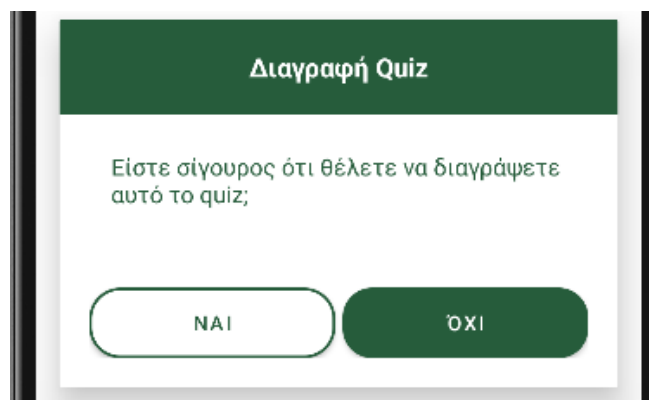 Διαγραφή Quiz
Είστε σίγουρος ότι θέλετε να διαγράψετε
αυτό το quiz;
ΝΑΙ
ΌΧΙ